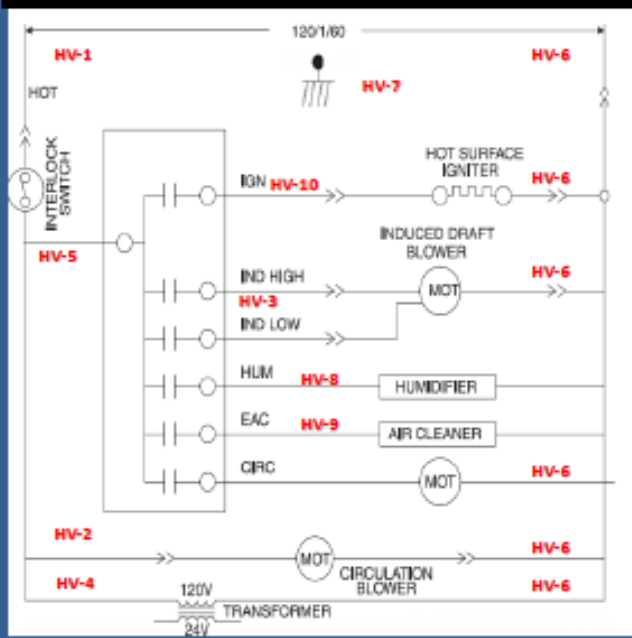 120/1/60
HV-1
HV-6
HV-7
HOT
INTERLOCK
SWITCH
HOT SURFACE
IGNITER
IGN HV-10
HV-6
INDUCED DRAFT
BLOWER
HV-5
IND HIGH
MOT
HV-6
HV-3
IND LOW
HUM
HV-8
HUMIDIFIER
EAC
HV-9
AIR CLEANER
CIRC
MOT
HV-6
HV-2
MOT
HV-6
CIRCULATION
BLOWER
HV-4
HV-6
120V
TRANSFORMER
24V